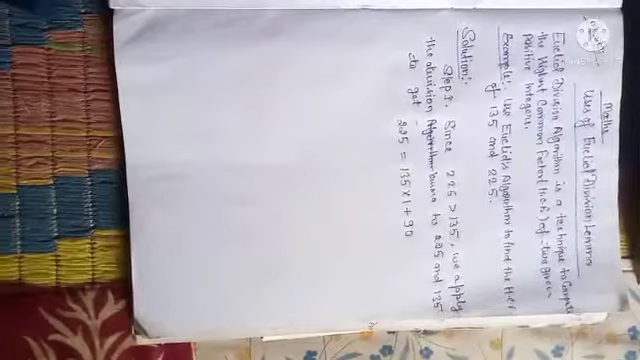 Maths
Uses of Euclid Division Lemma
Euclid Division Algorithm is a technique to Compute
the Highest Common Factor (H.C.F) of two given
Positive Integers.
Example: Use Euclid's Algorithm to find the H.C.F
of 135 and 225.
Solution:
Step 1. Since 225 > 135, we apply
the division lemma to 225 and 135
to get
225 = 135 x 1 + 90